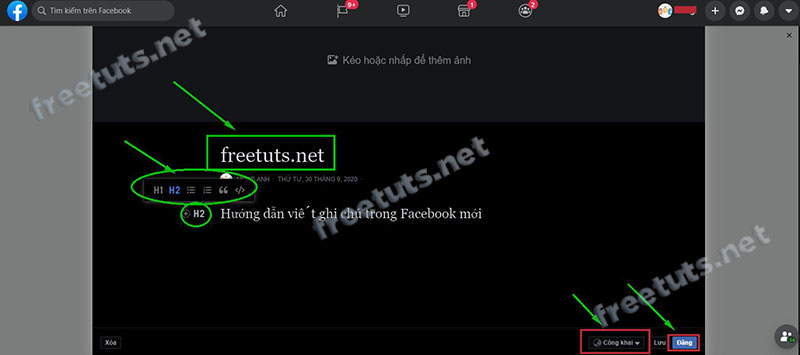 Tìm kiếm trên Facebook
9+
1
2
Kéo hoặc nhấp để thêm ảnh
freetuts.net
ANH · THỨ TƯ, 30 THÁNG 9, 2020 ·
H1 H2
H2 Hướng dẫn viết ghi chú trong Facebook mới
Xóa
Công khai
Lưu
Đăng
freetuts.net
freetuts.net
freetuts.net